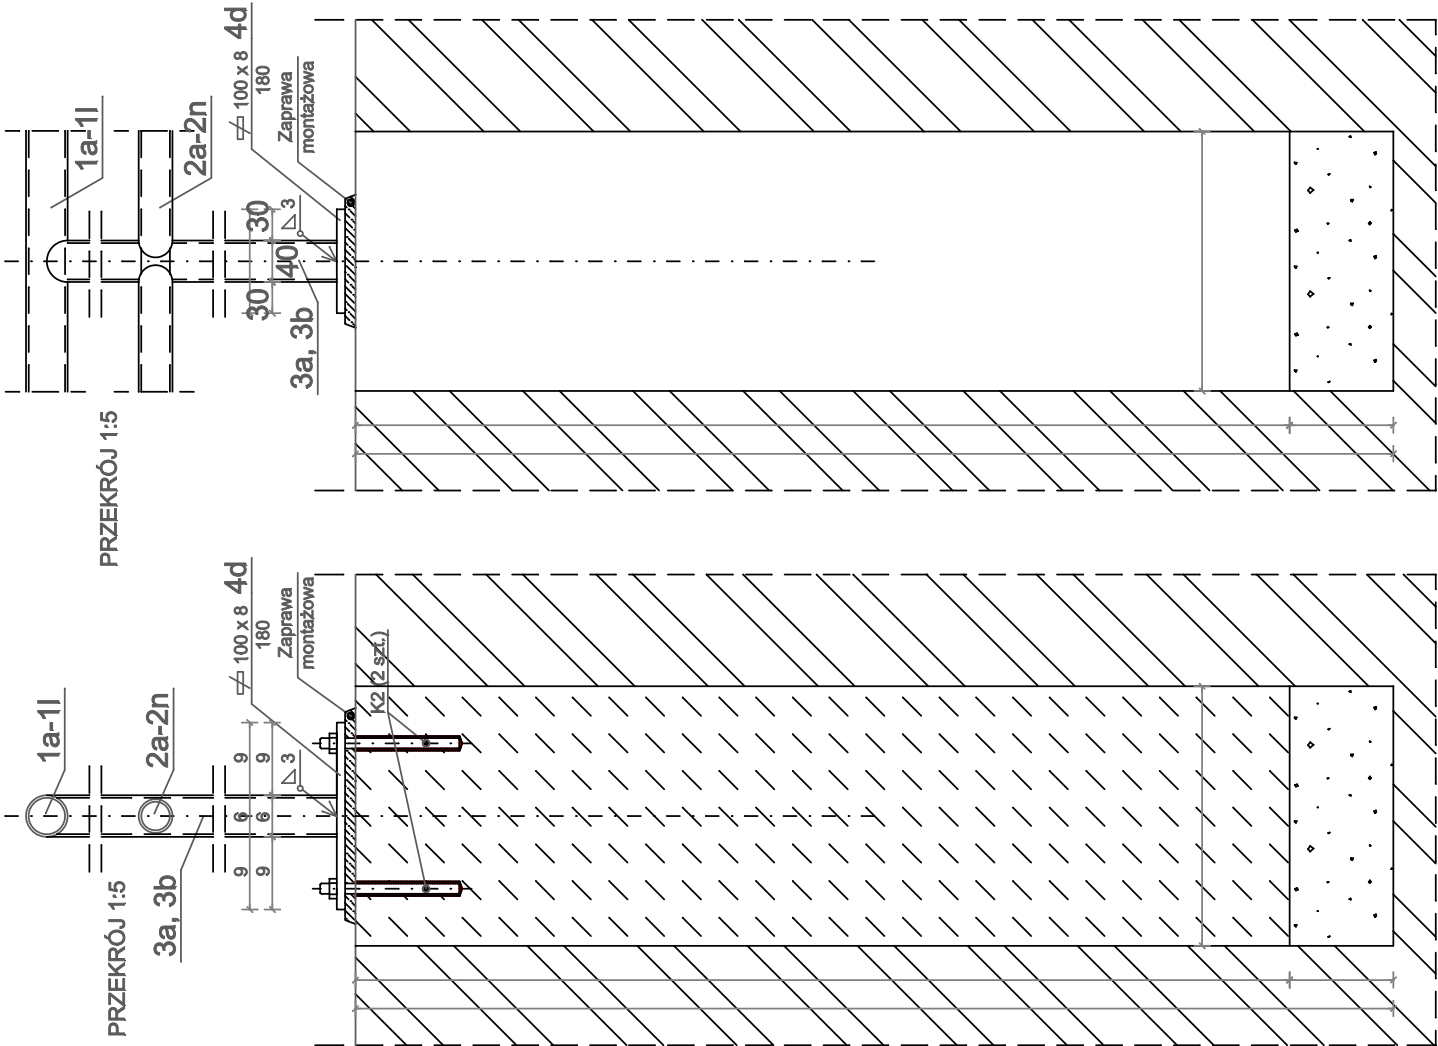 PRZEKRÓJ 1:5
1a-1l
2a-2n
3a, 3b
9 6 9
9 6 9
3
100 x 8
180
4d
Zaprawa
montażowa
K2 (2 szt.)
PRZEKRÓJ 1:5
1a-1l
2a-2n
30 40 30
3
3a, 3b
100 x 8
180
4d
Zaprawa
montażowa